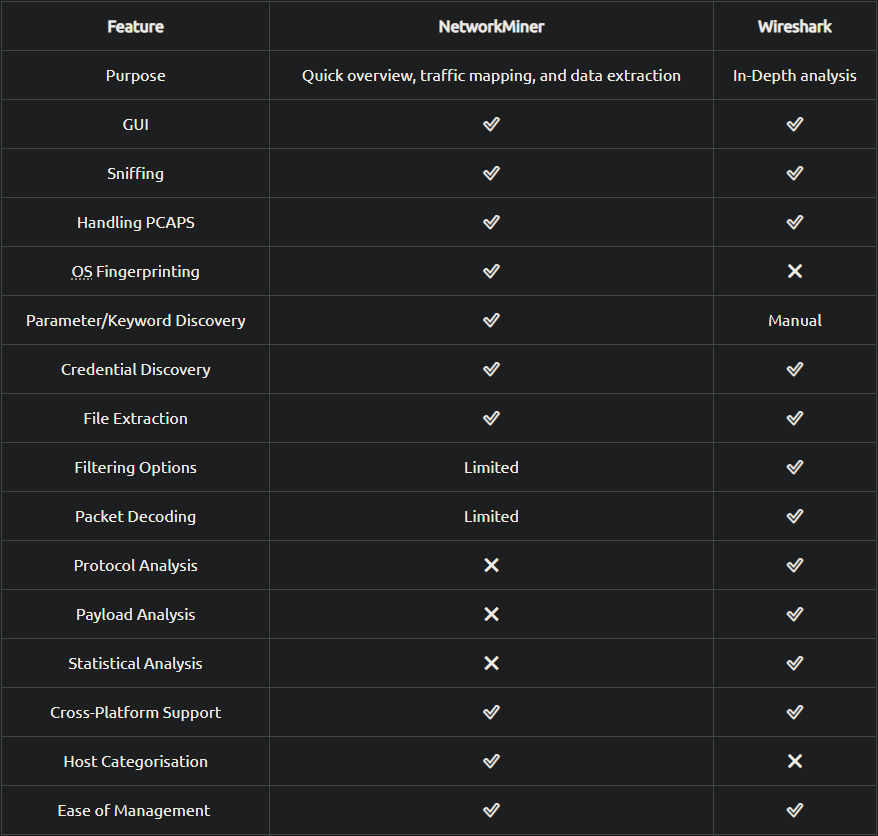 Feature NetworkMiner Wireshark
Purpose Quick overview, traffic mapping, and data extraction In-Depth analysis
GUI ✔ ✔
Sniffing ✔ ✔
Handling PCAPS ✔ ✔
OS Fingerprinting ✔ ✕
Parameter/Keyword Discovery ✔ Manual
Credential Discovery ✔ ✔
File Extraction ✔ ✔
Filtering Options Limited ✔
Packet Decoding Limited ✔
Protocol Analysis ✕ ✔
Payload Analysis ✕ ✔
Statistical Analysis ✕ ✔
Cross-Platform Support ✔ ✔
Host Categorisation ✔ ✕
Ease of Management ✔ ✔